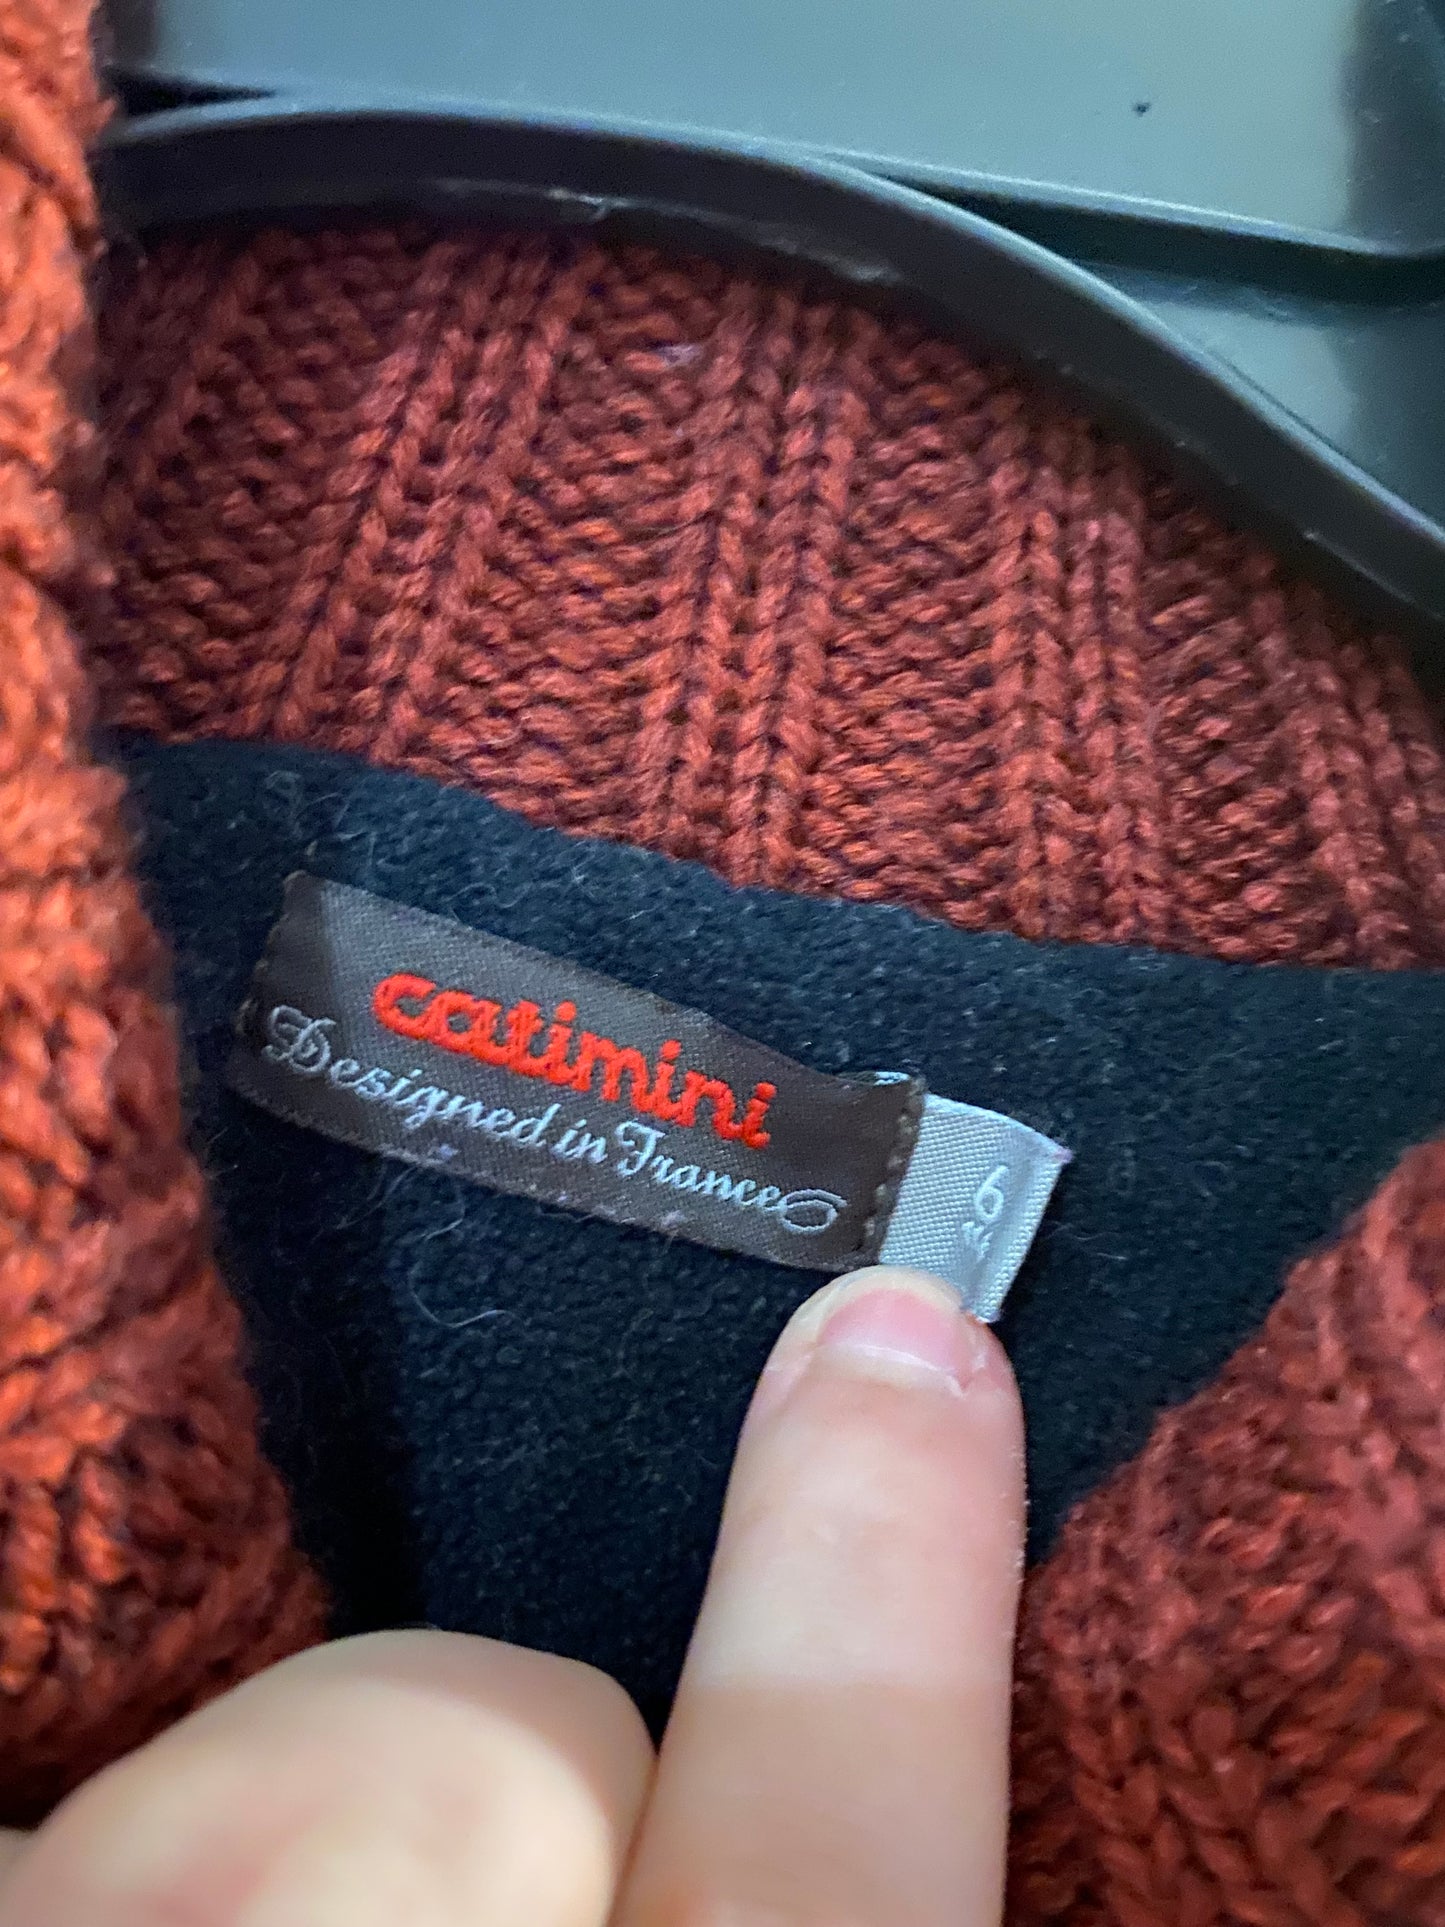 catimini
Designed in France
6